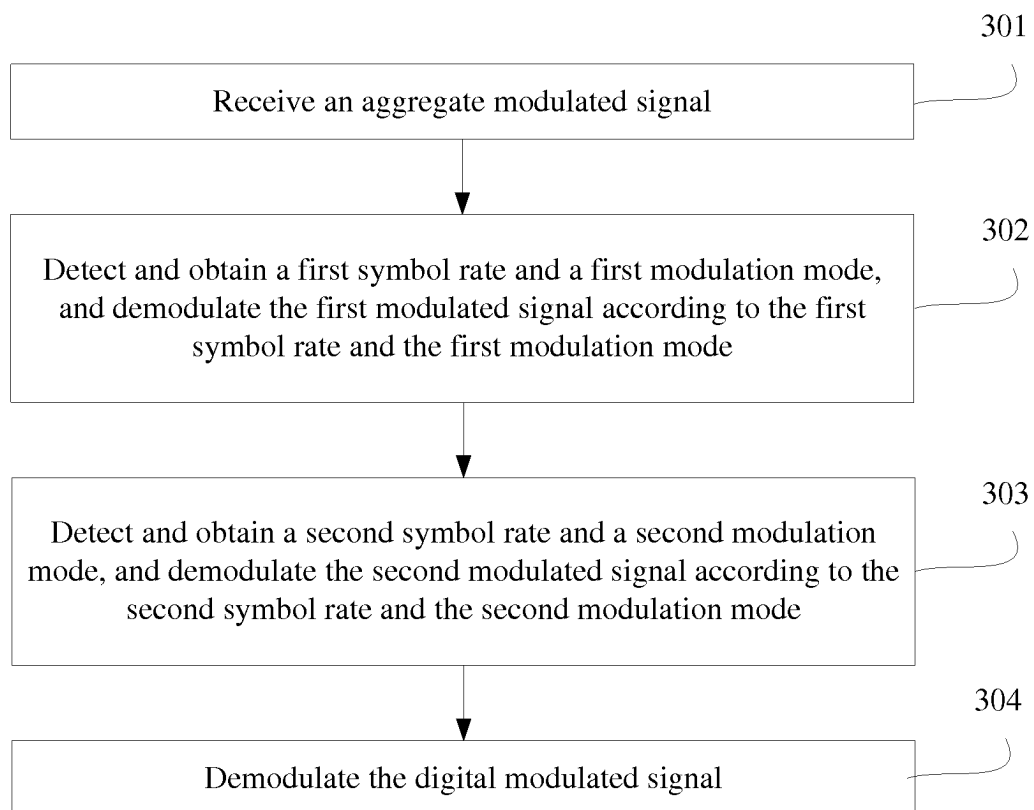 301
Receive an aggregate modulated signal
302
Detect and obtain a first symbol rate and a first modulation mode,
and demodulate the first modulated signal according to the first
symbol rate and the first modulation mode
303
Detect and obtain a second symbol rate and a second modulation
mode, and demodulate the second modulated signal according to the
second symbol rate and the second modulation mode
304
Demodulate the digital modulated signal